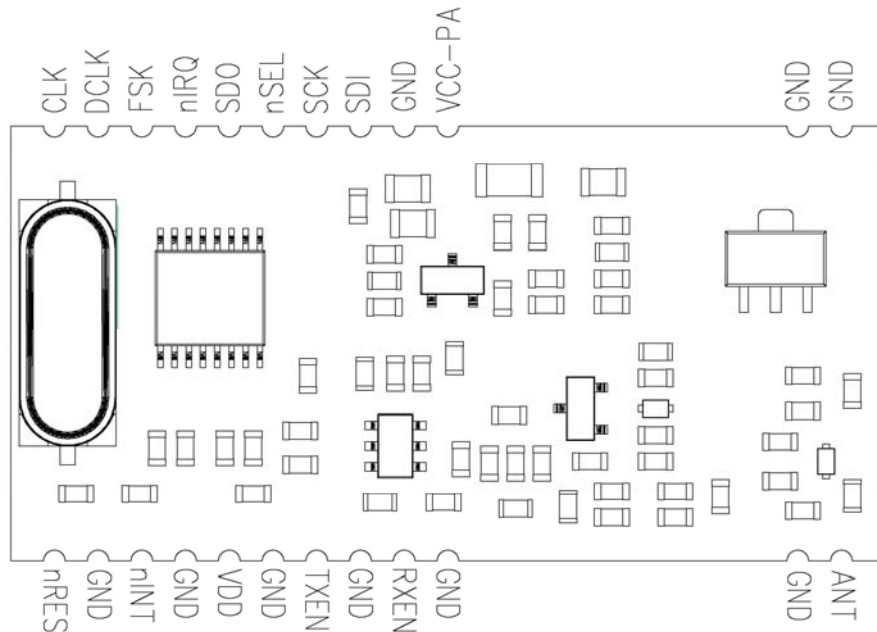 CLK
DCLK
FSK
nIRQ
SDO
nSEL
SCK
SDI
GND
VCC-PA
GND
GND
nRES
GND
nINT
GND
VDD
GND
TXEN
GND
RXEN
GND
GND
ANT